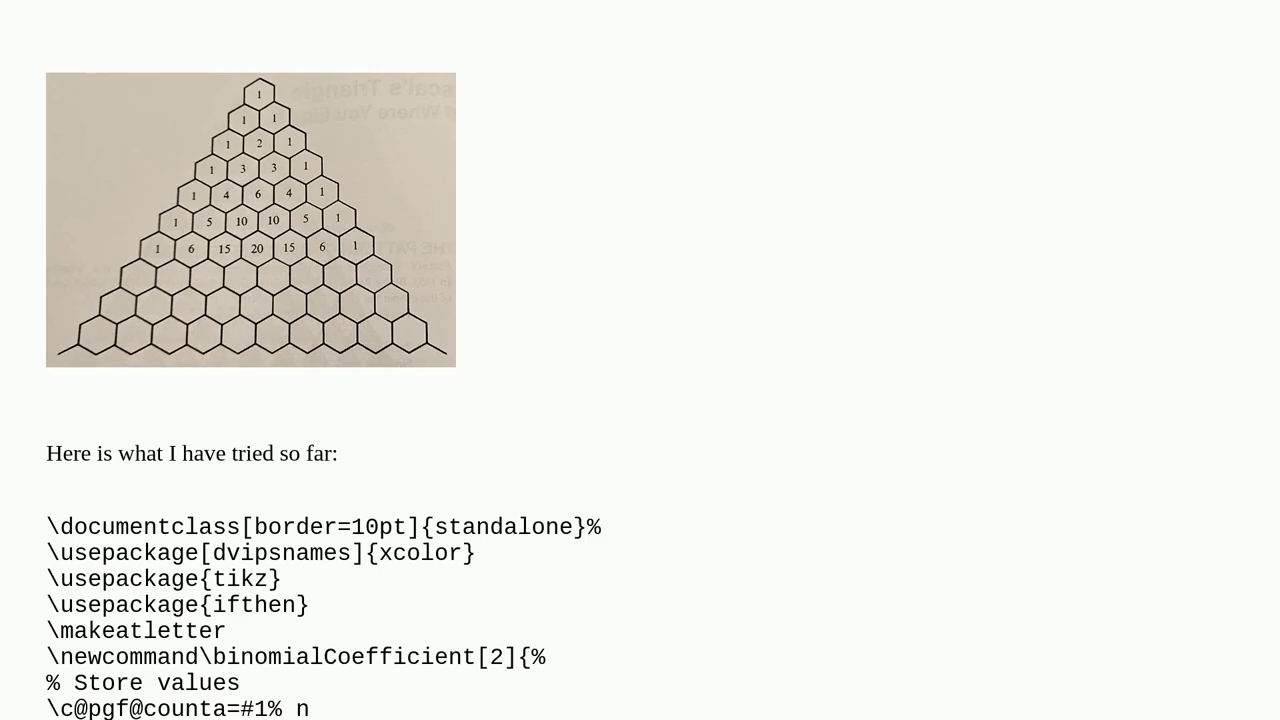 1
1 1
1 2 1
1 3 3 1
1 4 6 4 1
1 5 10 10 5 1
1 6 15 20 15 6 1
Here is what I have tried so far:
\documentclass[border=10pt]{standalone}%
\usepackage[dvipsnames]{xcolor}
\usepackage{tikz}
\usepackage{ifthen}
\makeatletter
\newcommand\binomialCoefficient[2]{%
% Store values
\c@pgf@counta=#1% n